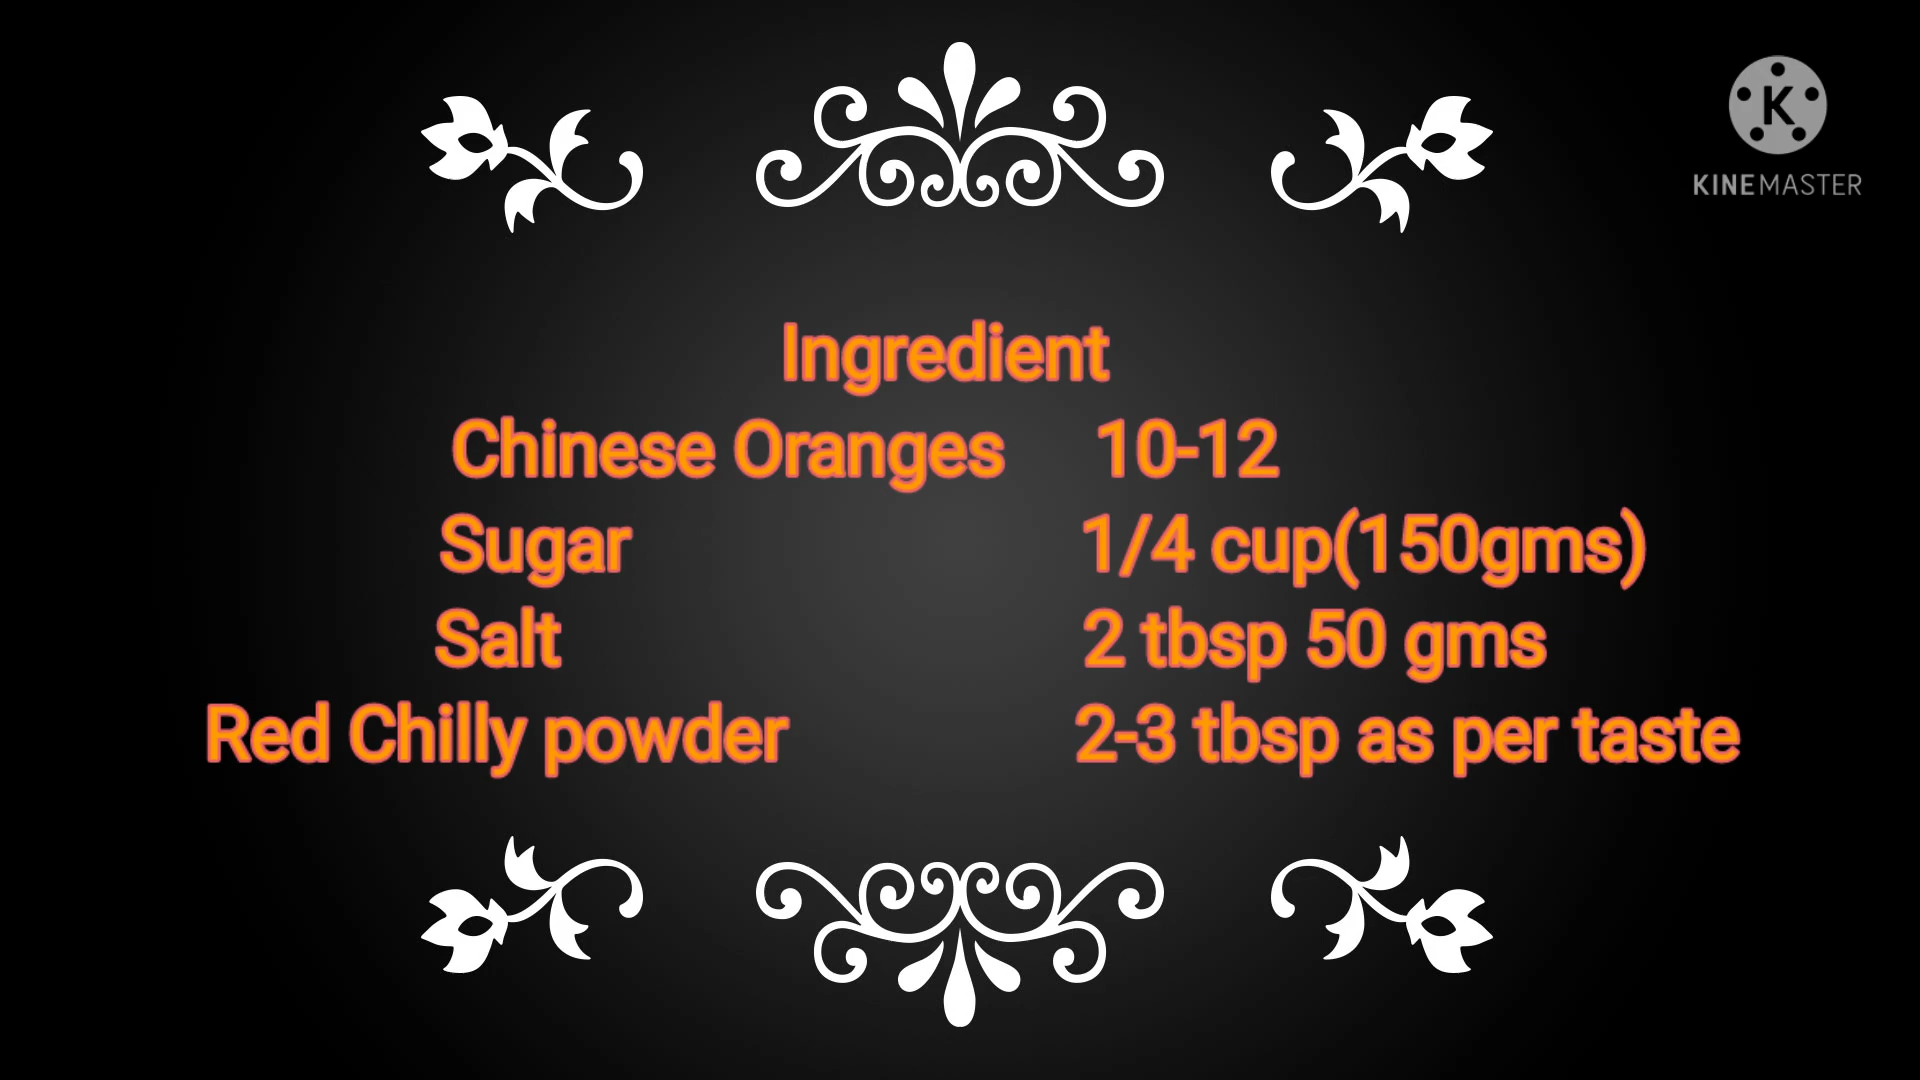 KINEMASTER
Ingredient
Chinese Oranges 10-12
Sugar 1/4 cup(150gms)
Salt 2 tbsp 50 gms
Red Chilly powder 2-3 tbsp as per taste